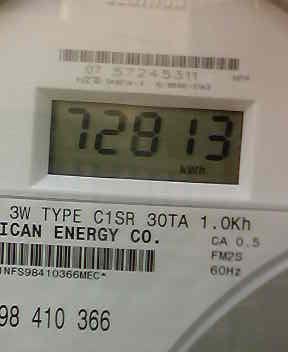 07 57245311
72813
kWh
3W TYPE C1SR 30TA 1.0Kh
ICAN ENERGY CO.
CA 0.5
FM2S
60Hz
INFS98410366MEC*
98 410 366